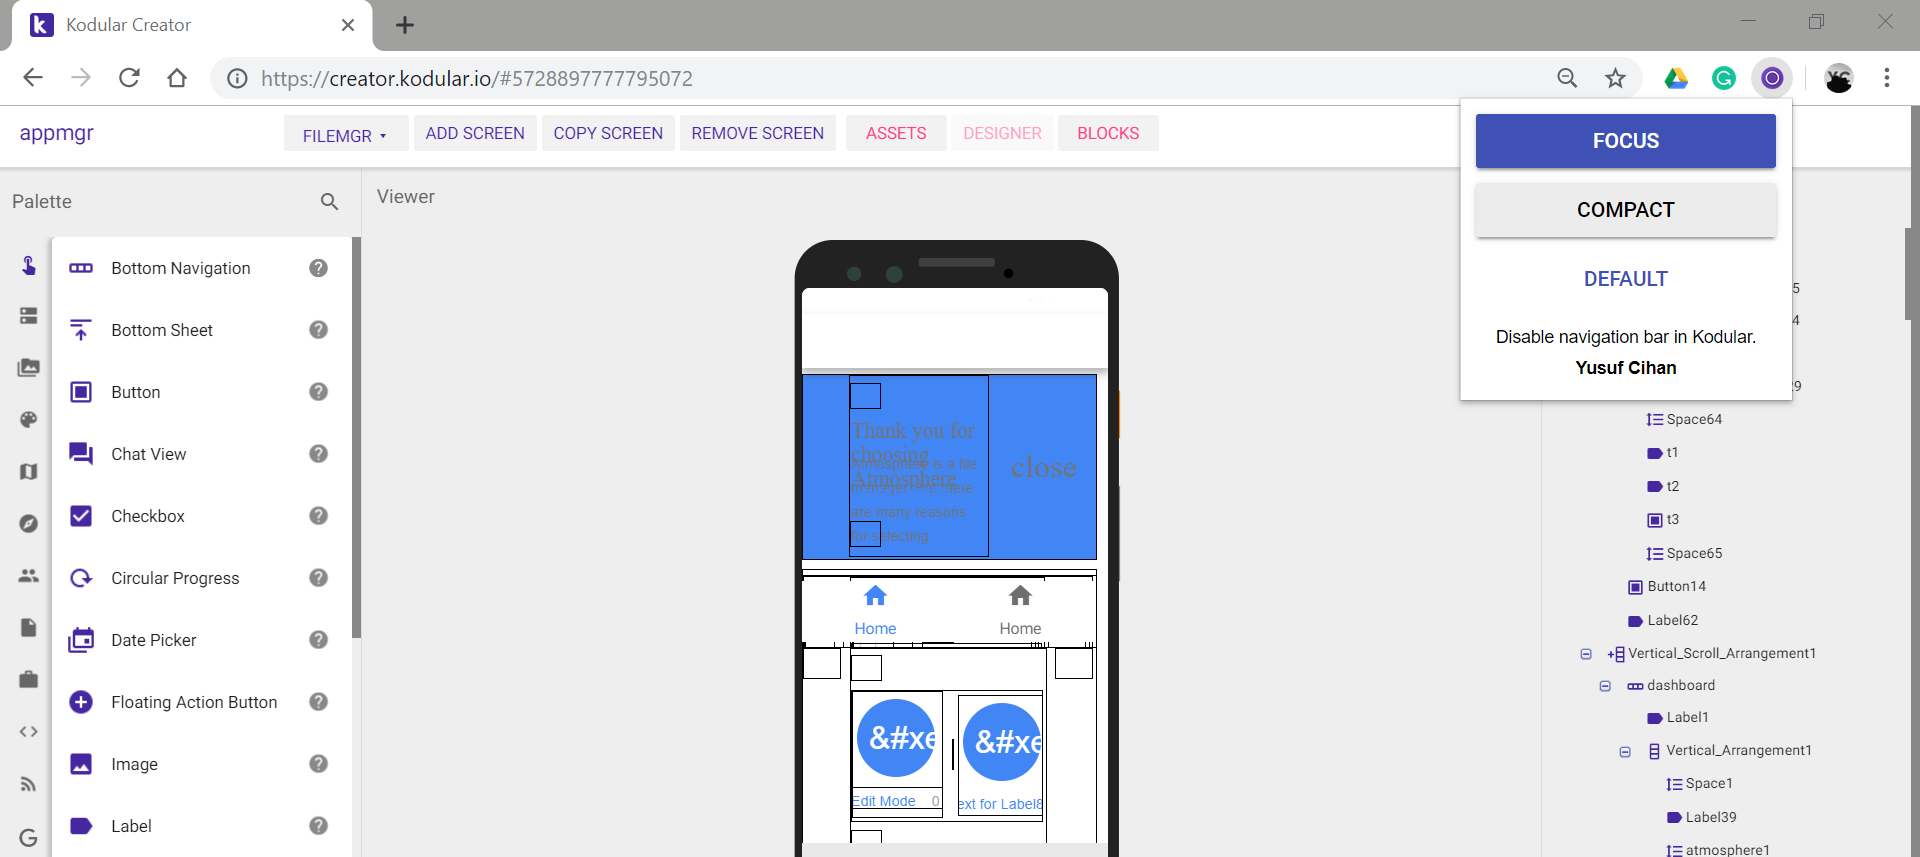 Kodular Creator
https://creator.kodular.io/#5728897777795072
appmgr
FILEMGR
ADD SCREEN
COPY SCREEN
REMOVE SCREEN
ASSETS
DESIGNER
BLOCKS
FOCUS
COMPACT
DEFAULT
Disable navigation bar in Kodular.
Yusuf Cihan
Palette
Viewer
Bottom Navigation
Bottom Sheet
Button
Chat View
Checkbox
Circular Progress
Date Picker
Floating Action Button
Image
Label
Thank you for
choosing
Atmosphere
Atmosphere is a file
manager. There
are many reasons
for selecting
close
Home
Home
&#xe
&#xe
Edit Mode
0
ext for Label8
5
4
29
Space64
t1
t2
t3
Space65
Button14
Label62
Vertical_Scroll_Arrangement1
dashboard
Label1
Vertical_Arrangement1
Space1
Label39
atmosphere1